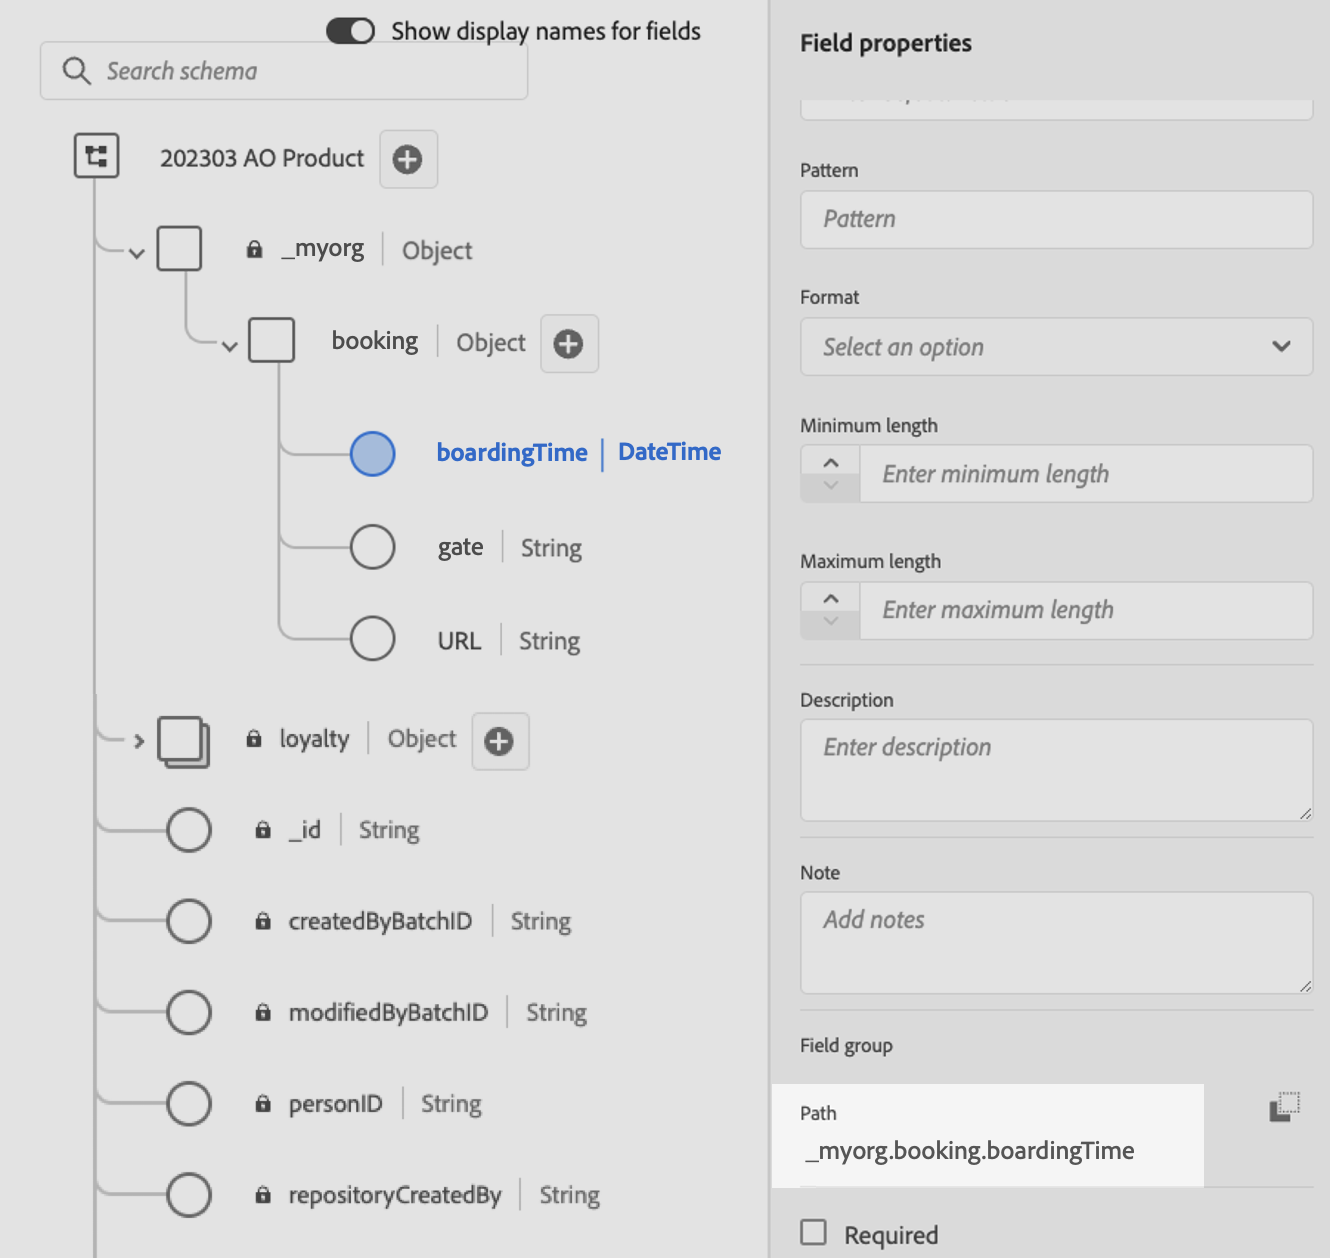 Show display names for fields
Search schema
202303 AO Product
_myorg | Object
booking | Object
boardingTime | DateTime
gate | String
URL | String
loyalty | Object
_id | String
createdByBatchID | String
modifiedByBatchID | String
personID | String
repositoryCreatedBy | String
Field properties
Pattern
Pattern
Format
Select an option
Minimum length
Enter minimum length
Maximum length
Enter maximum length
Description
Enter description
Note
Add notes
Field group
Path
_myorg.booking.boardingTime
Required